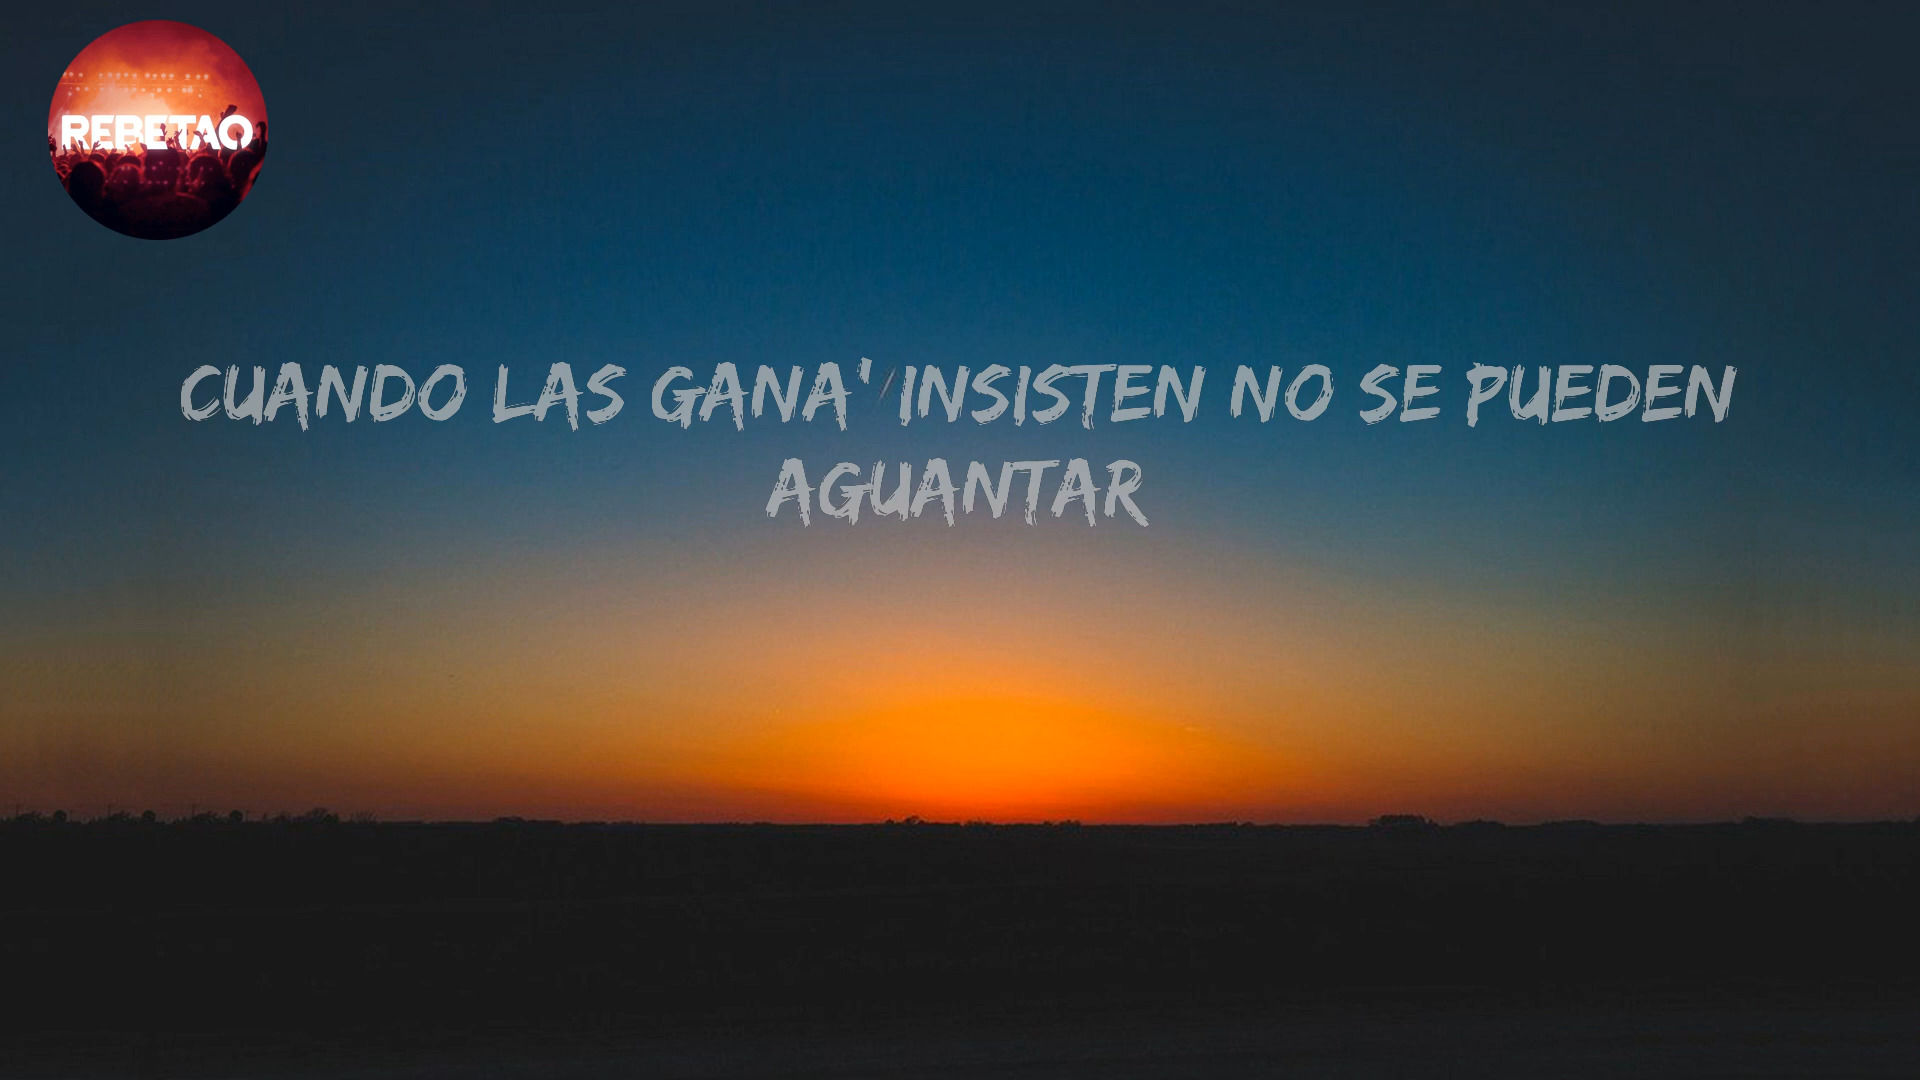 REBETAO
CUANDO LAS GANA' INSISTEN NO SE PUEDEN
AGUANTAR